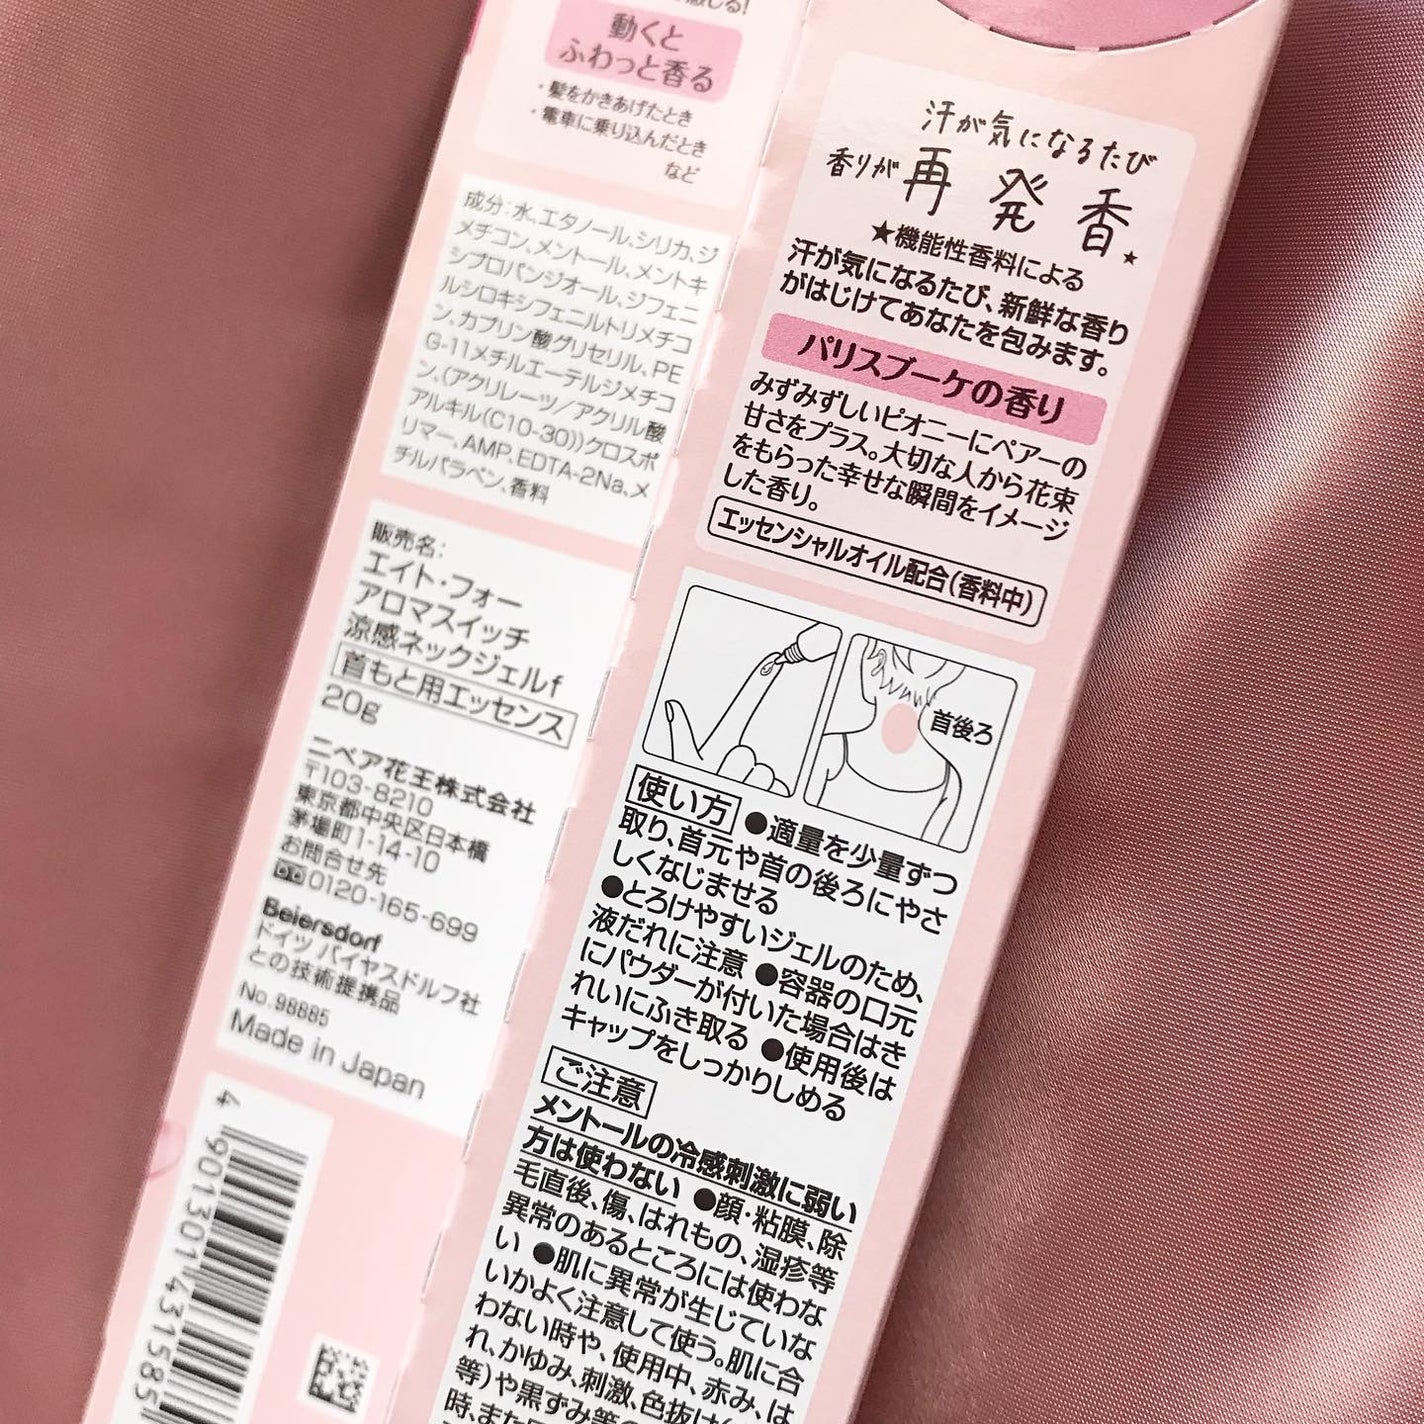 動くと
ふわっと香る
・髪をかきあげたとき
・電車に乗り込んだとき
など
成分：水、エタノール、シリカ、ジ
メチコン、メントール、メントキ
シプロパンジオール、ジフェニ
ルシロキシフェニルトリメチコ
ン、カプリン酸グリセリル、PE
G-11メチルエーテルジメチコ
ン、(アクリレーツ／アクリル酸
アルキル(C10-30))クロスポ
リマー、AMP、EDTA-2Na、メ
チルパラベン、香料
販売名：
エイト・フォー
アロマスイッチ
涼感ネックジェルf
首もと用エッセンス
20g
ニベア花王株式会社
〒103-8210
東京都中央区日本橋
茅場町1-14-10
お問合せ先
0120-165-699
Beiersdorf
ドイツ バイヤスドルフ社
との技術提携品
No.98885
Made in Japan
4 901301 431585
汗が気になるたび
香りが再発香★
★機能性香料による
汗が気になるたび、新鮮な香り
がはじけてあなたを包みます。
パリスブーケの香り
みずみずしいピオニーにペアーの
甘さをプラス。大切な人から花束
をもらった幸せな瞬間をイメージ
した香り。
エッセンシャルオイル配合(香料中)
首後ろ
使い方 ●適量を少量ずつ
取り、首元や首の後ろにやさ
しくなじませる
●とろけやすいジェルのため、
液だれに注意 ●容器の口元
にパウダーが付いた場合はき
れいにふき取る ●使用後は
キャップをしっかりしめる
ご注意
メントールの冷感刺激に弱い
方は使わない ●顔・粘膜、除
毛直後、傷、はれもの、湿疹等
異常のあるところには使わな
い ●肌に異常が生じていな
いかよく注意して使う。肌に合
わない時や、使用中、赤み、は
れ、かゆみ、刺激、色抜け(
等)や黒ずみ等の
時、また